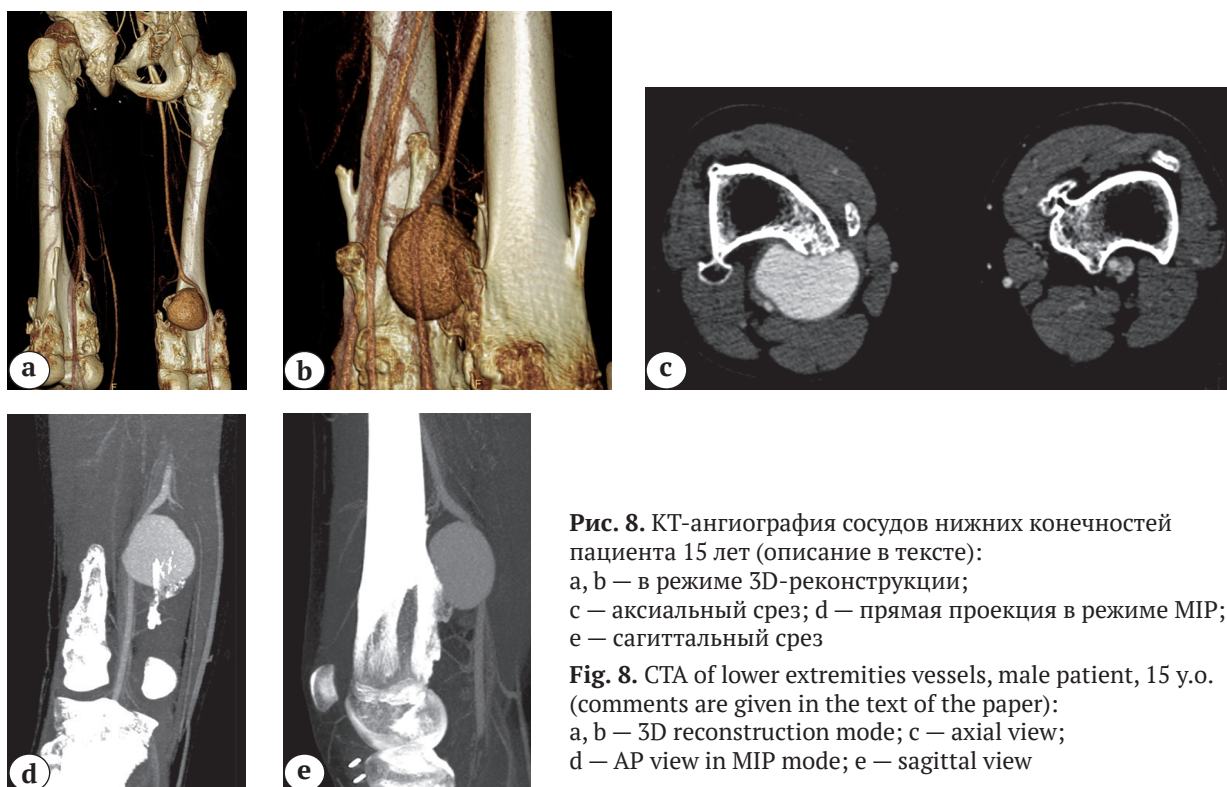 a
b
c
d
e
F
F
Рис. 8. КТ-ангиография сосудов нижних конечностей
пациента 15 лет (описание в тексте):
a, b — в режиме 3D-реконструкции;
c — аксиальный срез; d — прямая проекция в режиме MIP;
e — сагиттальный срез
Fig. 8. CTA of lower extremities vessels, male patient, 15 y.o.
(comments are given in the text of the paper):
a, b — 3D reconstruction mode; c — axial view;
d — AP view in MIP mode; e — sagittal view